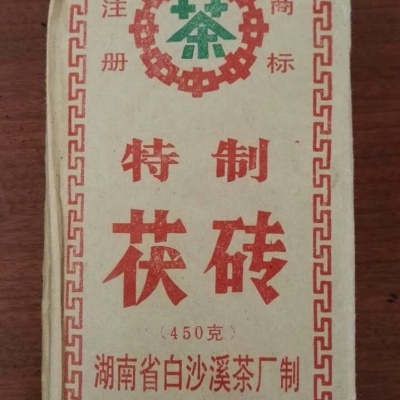 注册 商标
茶
特制
茯砖
(450克)
湖南省白沙溪茶厂制